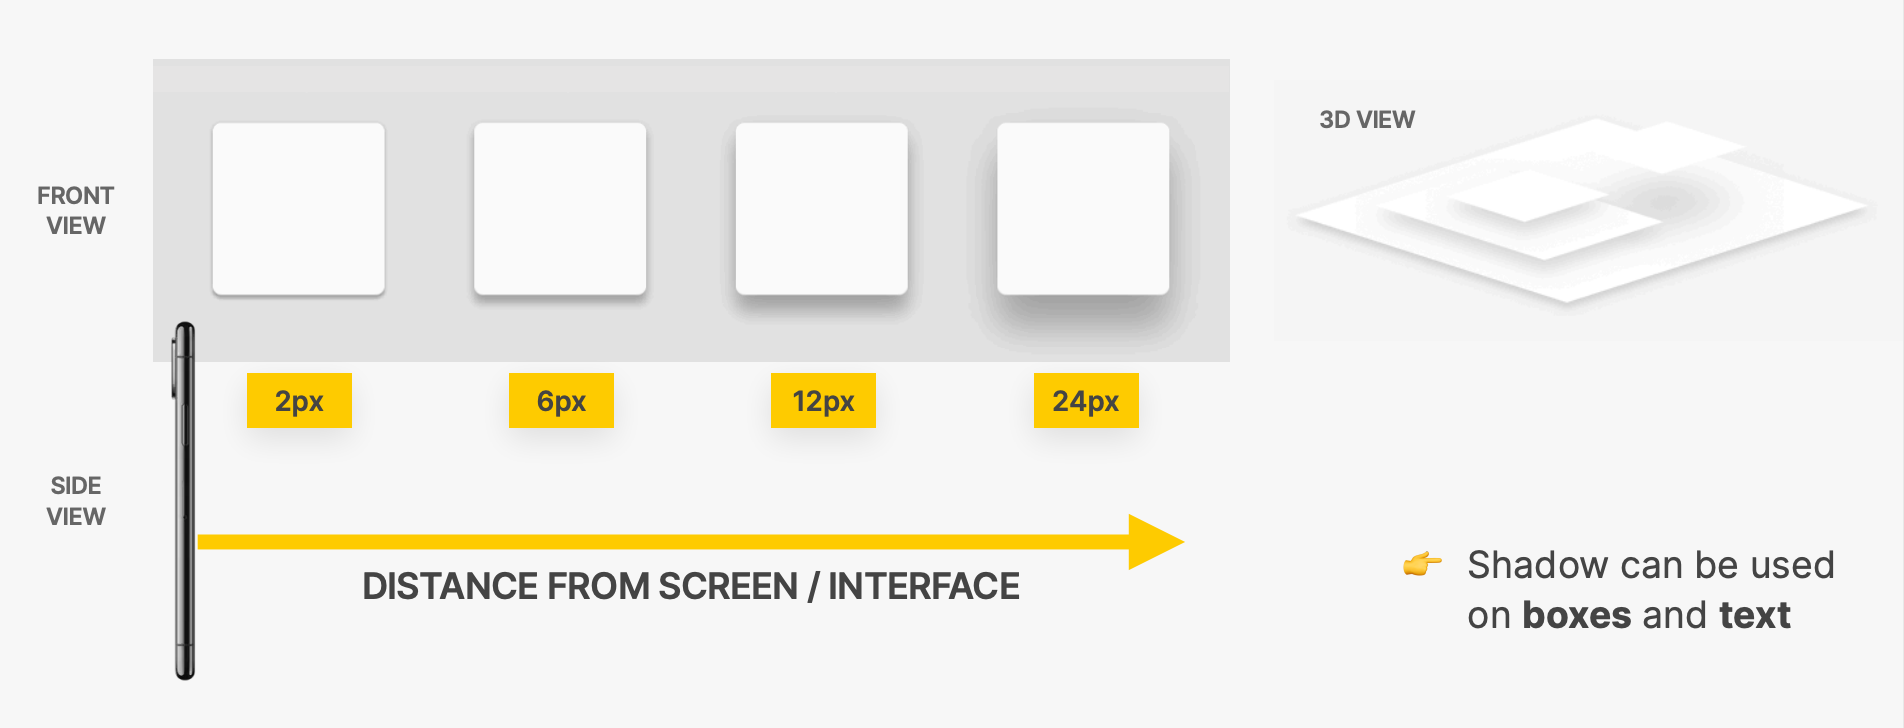 3D VIEW
FRONT
VIEW
2px
6px
12px
24px
SIDE
VIEW
DISTANCE FROM SCREEN / INTERFACE
👉 Shadow can be used
on boxes and text